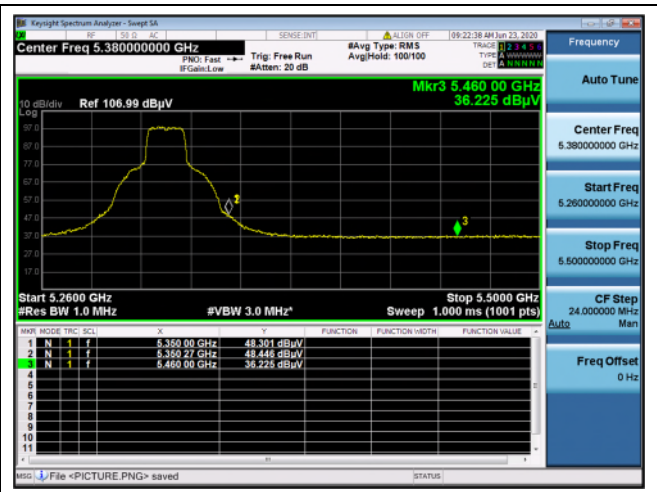 Keysight Spectrum Analyzer - Swept SA
RF 50 Ω AC SENSE:INT ALIGN OFF 09:22:38 AM Jun 23, 2020
Center Freq 5.380000000 GHz #Avg Type: RMS TRACE 1 2 3 4 5 6
PNO: Fast Trig: Free Run Avg|Hold: 100/100 TYPE A WWWWW
IFGain:Low #Atten: 20 dB DET A N N N N N
Mkr3 5.460 00 GHz
36.225 dBµV
10 dB/div Ref 106.99 dBµV
Log
97.0
87.0
77.0
67.0
57.0
47.0
37.0
27.0
17.0
2
3
Start 5.2600 GHz Stop 5.5000 GHz
#Res BW 1.0 MHz #VBW 3.0 MHz* Sweep 1.000 ms (1001 pts)
MKR MODE TRC SCL X Y FUNCTION FUNCTION WIDTH FUNCTION VALUE
1 N 1 f 5.350 00 GHz 48.301 dBµV
2 N 1 f 5.350 27 GHz 48.446 dBµV
3 N 1 f 5.460 00 GHz 36.225 dBµV
4
5
6
7
8
9
10
11
MSG File <PICTURE.PNG> saved STATUS
Frequency
Auto Tune
Center Freq
5.380000000 GHz
Start Freq
5.260000000 GHz
Stop Freq
5.500000000 GHz
CF Step
24.000000 MHz
Auto Man
Freq Offset
0 Hz